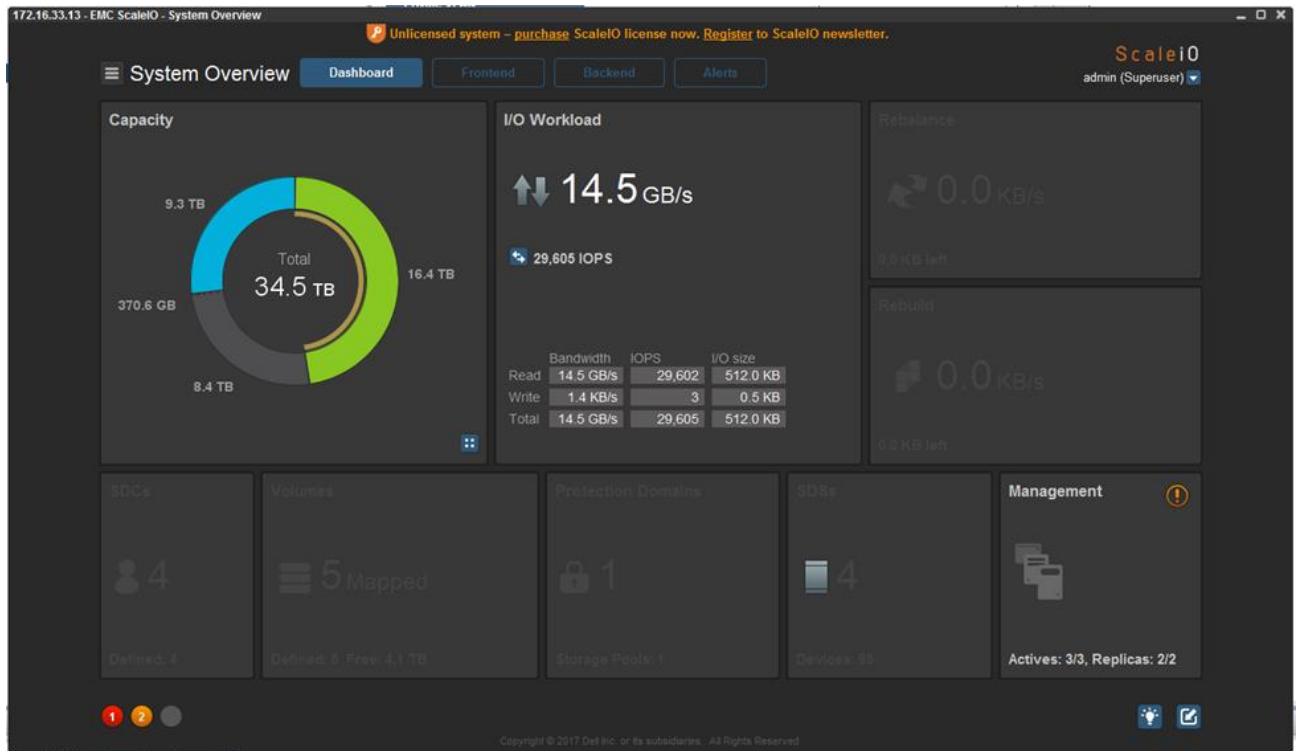 172.16.33.13 - EMC ScaleIO - System Overview
Unlicensed system – purchase ScaleIO license now. Register to ScaleIO newsletter.
ScaleIO
System Overview
Dashboard
Frontend
Backend
Alerts
admin (Superuser)
Capacity
9.3 TB
Total
34.5 TB
16.4 TB
370.6 GB
8.4 TB
I/O Workload
14.5 GB/s
29,605 IOPS
Bandwidth IOPS I/O size
Read 14.5 GB/s 29,602 512.0 KB
Write 1.4 KB/s 3 0.5 KB
Total 14.5 GB/s 29,605 512.0 KB
Rebalance
0.0 KB/s
0.0 KB left
Rebuild
0.0 KB/s
0.0 KB left
SDCs
4
Defined: 4
Volumes
5 Mapped
Free: 4.1 TB
Protection Domains
1
Storage Pools: 1
SDSs
4
Devices:
Management
Actives: 3/3, Replicas: 2/2
1 2
Copyright © 2017 Dell Inc. or its subsidiaries. All Rights Reserved